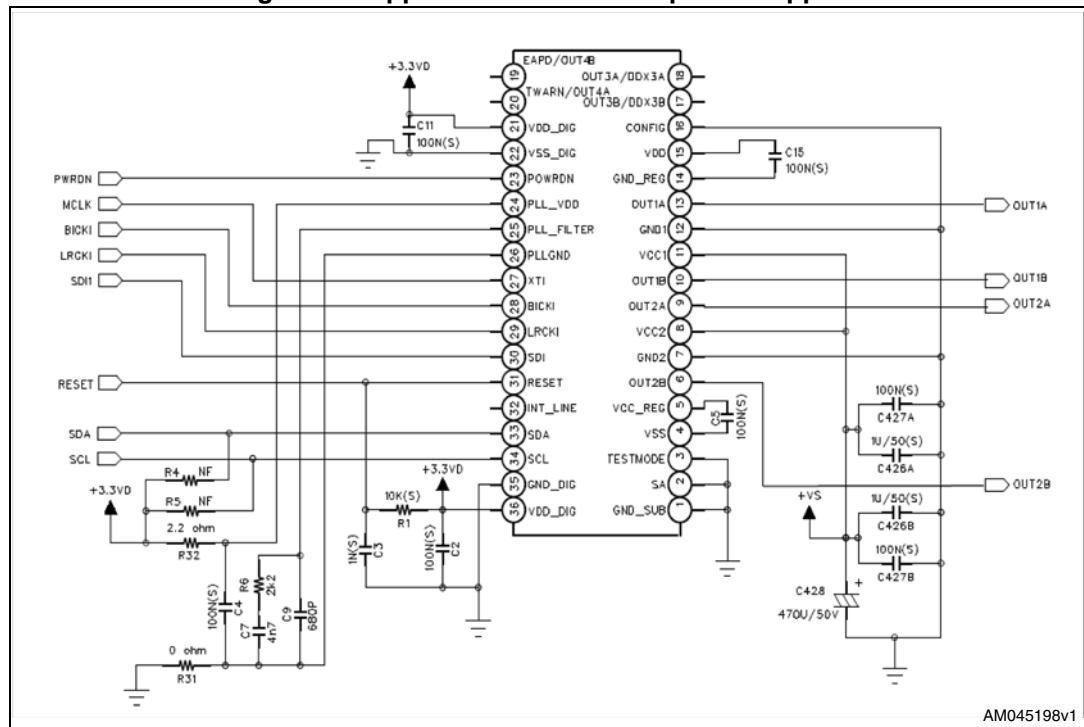 +3.3VD
C11
100N(S)
PWRDN
MCLK
BICKI
LRCKI
SDI1
RESET
SDA
SCL
R4 NF
+3.3VD
R5 NF
2.2 ohm
R32
100N(S)
C4
R6
2k2
C7
4n7
C9
680P
0 ohm
R31
10K(S)
R1
+3.3VD
1N(S)
C3
100N(S)
C2
19 EAPD/OUT4B
20 TWARN/OUT4A
21 VDD_DIG
22 VSS_DIG
23 POWRDN
24 PLL_VDD
25 PLL_FILTER
26 PLLGND
27 XTI
28 BICKI
29 LRCKI
30 SDI
31 RESET
32 INT_LINE
33 SDA
34 SCL
35 GND_DIG
36 VDD_DIG
OUT3A/DDX3A 18
OUT3B/DDX3B 17
CONFIG 16
VDD 15
GND_REG 14
OUT1A 13
GND1 12
VCC1 11
OUT1B 10
OUT2A 9
VCC2 8
GND2 7
OUT2B 6
VCC_REG 5
VSS 4
TESTMODE 3
SA 2
GND_SUB 1
C15
100N(S)
C5
100N(S)
OUT1A
OUT1B
OUT2A
100N(S)
C427A
1U/50(S)
C426A
OUT2B
+VS
1U/50(S)
C426B
100N(S)
C427B
C428 +
470U/50V
AM045198v1